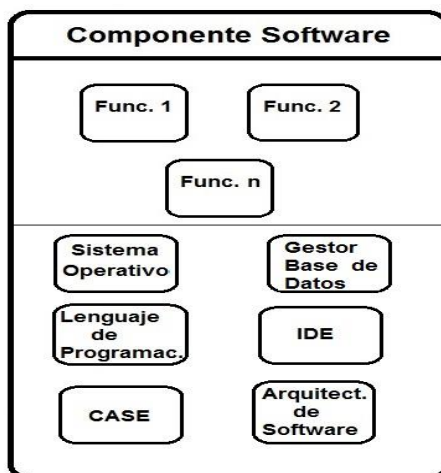 Componente Software
Func. 1
Func. 2
Func. n
Sistema
Operativo
Gestor
Base de
Datos
Lenguaje
de
Programac.
IDE
CASE
Arquitect.
de
Software